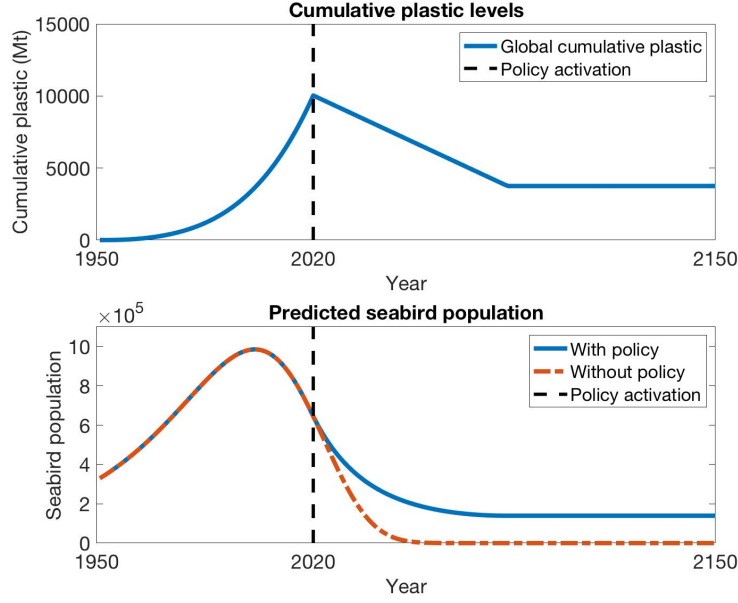 Cumulative plastic levels
15000
10000
5000
0
Cumulative plastic (Mt)
Global cumulative plastic
Policy activation
1950
2020
2150
Year
Predicted seabird population
×10⁵
10
8
6
4
2
0
Seabird population
With policy
Without policy
Policy activation
1950
2020
2150
Year